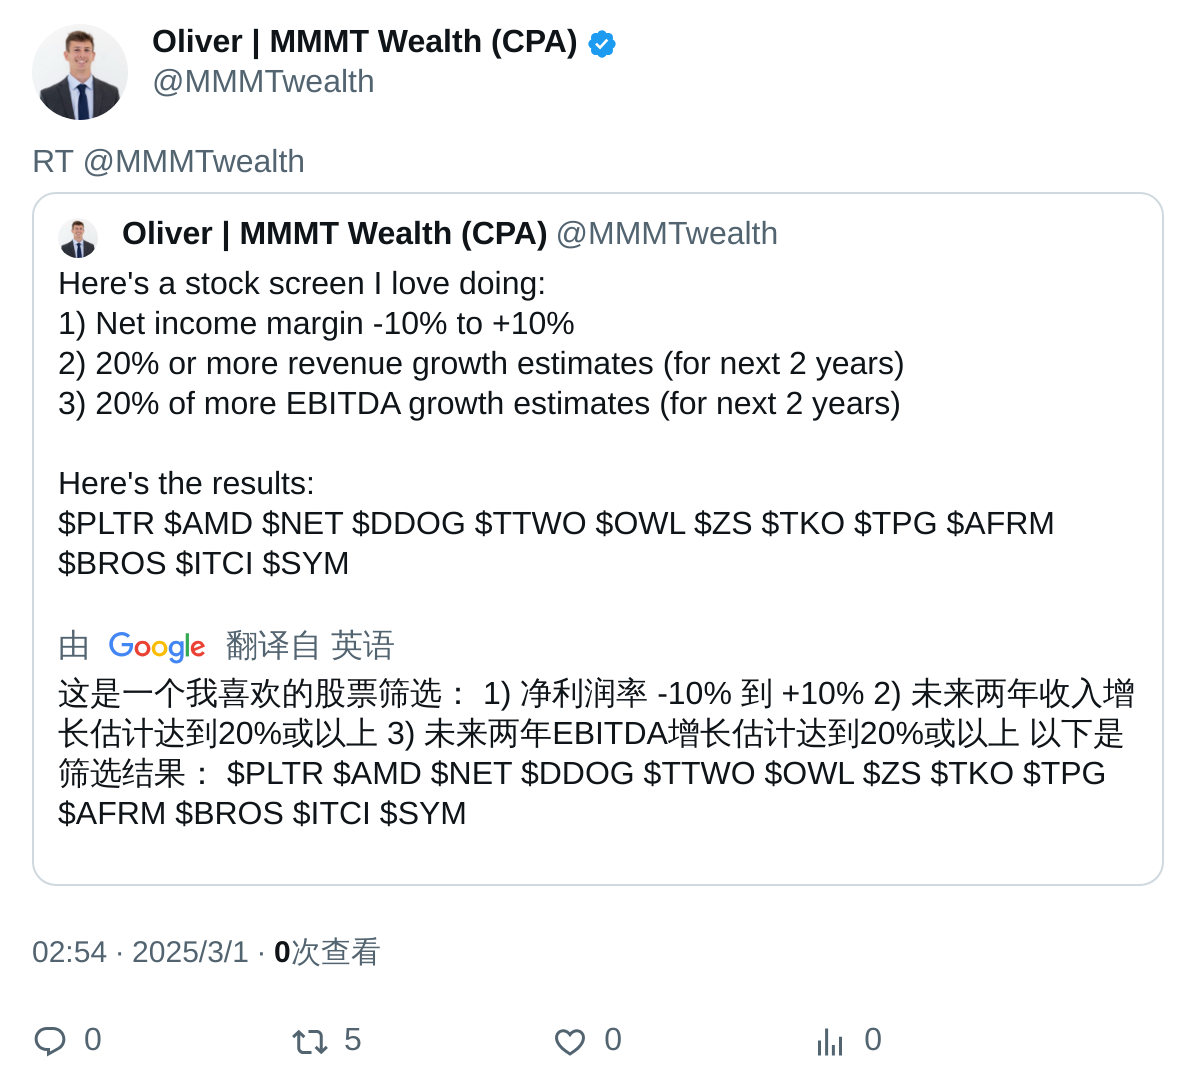 Oliver | MMMT Wealth (CPA)
@MMMTwealth
RT @MMMTwealth
Oliver | MMMT Wealth (CPA) @MMMTwealth
Here's a stock screen I love doing:
1) Net income margin -10% to +10%
2) 20% or more revenue growth estimates (for next 2 years)
3) 20% of more EBITDA growth estimates (for next 2 years)
Here's the results:
$PLTR $AMD $NET $DDOG $TTWO $OWL $ZS $TKO $TPG $AFRM
$BROS $ITCI $SYM
由 Google 翻译自 英语
这是一个我喜欢的股票筛选： 1) 净利润率 -10% 到 +10% 2) 未来两年收入增
长估计达到20%或以上 3) 未来两年EBITDA增长估计达到20%或以上 以下是
筛选结果： $PLTR $AMD $NET $DDOG $TTWO $OWL $ZS $TKO $TPG
$AFRM $BROS $ITCI $SYM
02:54 · 2025/3/1 · 0次查看
0 5 0 0